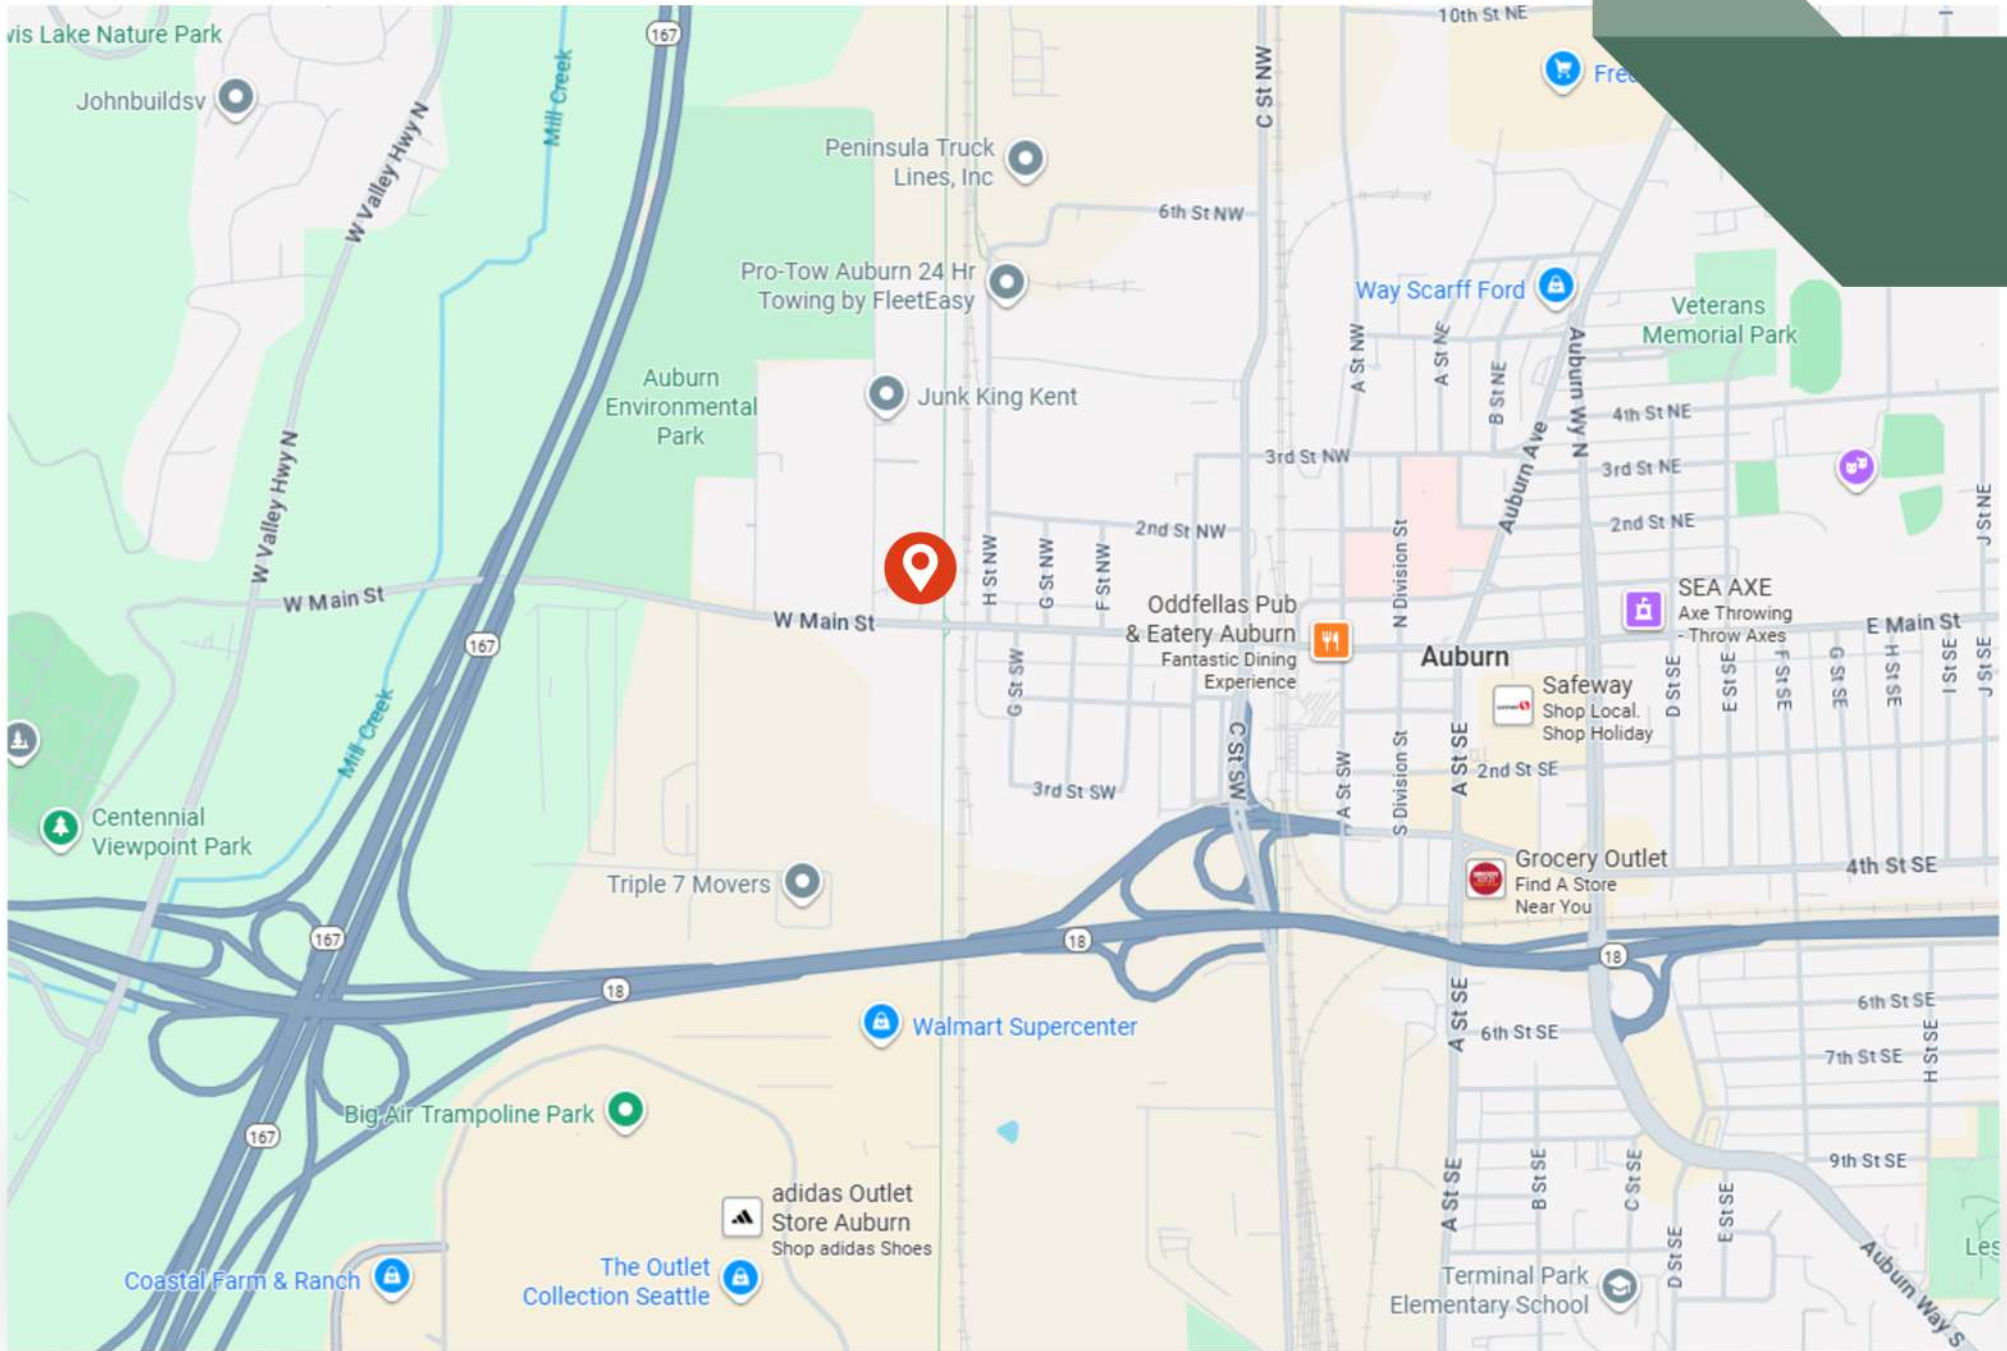 10th St NE
vis Lake Nature Park
167
Mill Creek
Johnbuildsv
C St NW
Fred
W Valley Hwy N
Peninsula Truck
Lines, Inc
6th St NW
Pro-Tow Auburn 24 Hr
Towing by FleetEasy
Way Scarff Ford
Veterans
Memorial Park
A St NW
A St NE
B St NE
Auburn Wy N
Auburn
Environmental
Park
Junk King Kent
4th St NE
Auburn Ave
3rd St NW
3rd St NE
W Valley Hwy N
2nd St NW
2nd St NE
J St NE
H St NW
G St NW
F St NW
N Division St
W Main St
W Main St
167
Oddfellas Pub
& Eatery Auburn
Fantastic Dining
Experience
SEA AXE
Axe Throwing
- Throw Axes
E Main St
Auburn
G St SW
D St SE
E St SE
F St SE
G St SE
H St SE
I St SE
J St SE
Safeway
Shop Local.
Shop Holiday
Mill Creek
C St SW
A St SW
S Division St
A St SE
2nd St SE
3rd St SW
Centennial
Viewpoint Park
Triple 7 Movers
Grocery Outlet
Find A Store
Near You
4th St SE
167
18
18
18
A St SE
6th St SE
6th St SE
7th St SE
H St SE
Walmart Supercenter
Big Air Trampoline Park
167
9th St SE
A St SE
B St SE
C St SE
E St SE
D St SE
adidas Outlet
Store Auburn
Shop adidas Shoes
Coastal Farm & Ranch
The Outlet
Collection Seattle
Terminal Park
Elementary School
Les
Auburn Way S